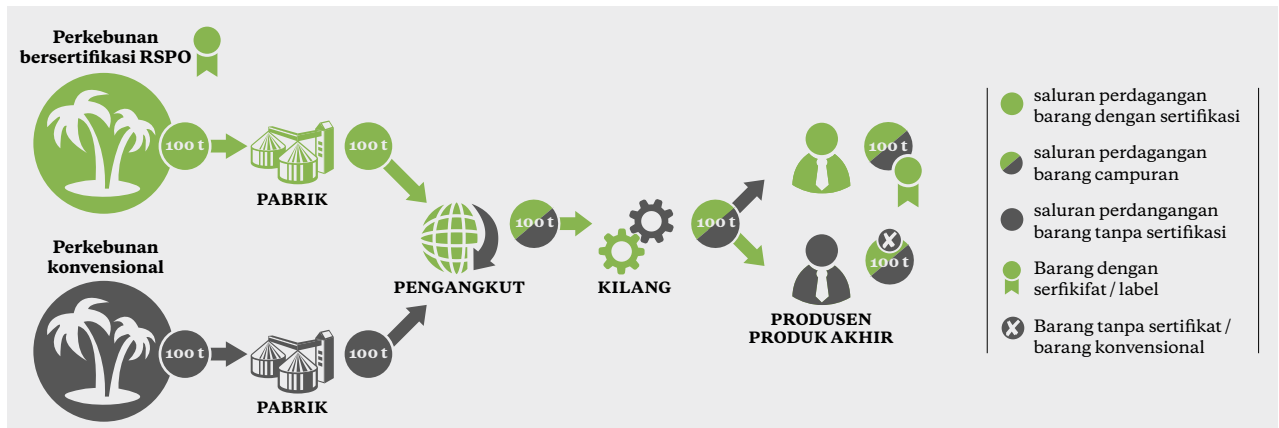 Perkebunan
bersertifikasi RSPO
100 t
PABRIK
100 t
Perkebunan
konvensional
100 t
PABRIK
100 t
PENGANGKUT
100 t
KILANG
100 t
100 t
100 t
PRODUSEN
PRODUK AKHIR
saluran perdagangan
barang dengan sertifikasi
saluran perdagangan
barang campuran
saluran perdangangan
barang tanpa sertifikasi
Barang dengan
serfikifat / label
Barang tanpa sertifikat /
barang konvensional